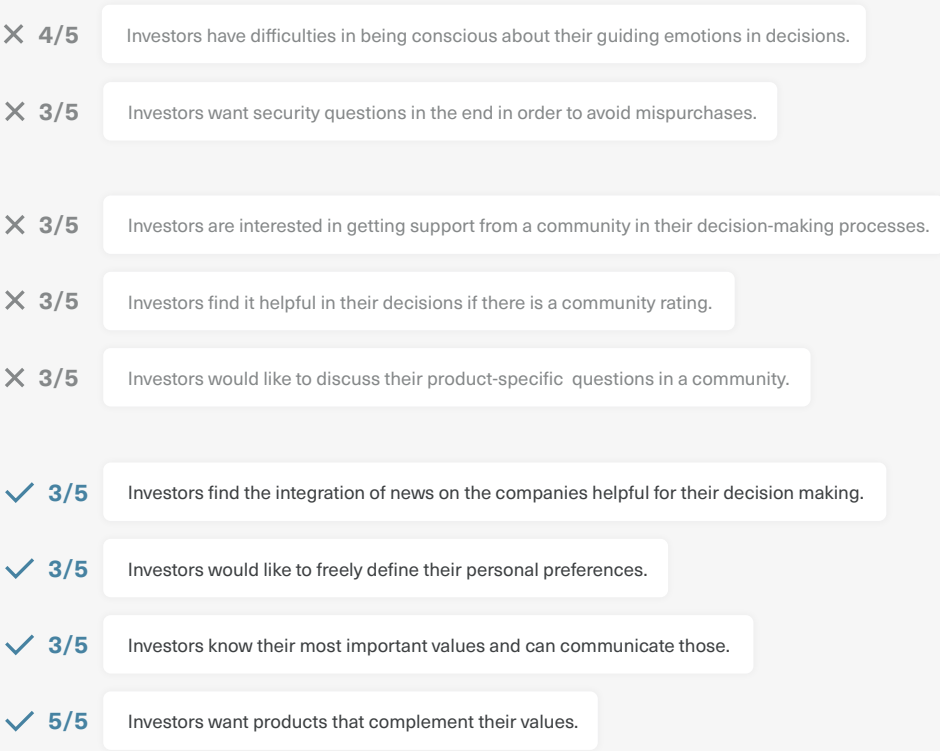 4/5 Investors have difficulties in being conscious about their guiding emotions in decisions.
3/5 Investors want security questions in the end in order to avoid mispurchases.
3/5 Investors are interested in getting support from a community in their decision-making processes.
3/5 Investors find it helpful in their decisions if there is a community rating.
3/5 Investors would like to discuss their product-specific  questions in a community.
3/5 Investors find the integration of news on the companies helpful for their decision making.
3/5 Investors would like to freely define their personal preferences.
3/5 Investors know their most important values and can communicate those.
5/5 Investors want products that complement their values.